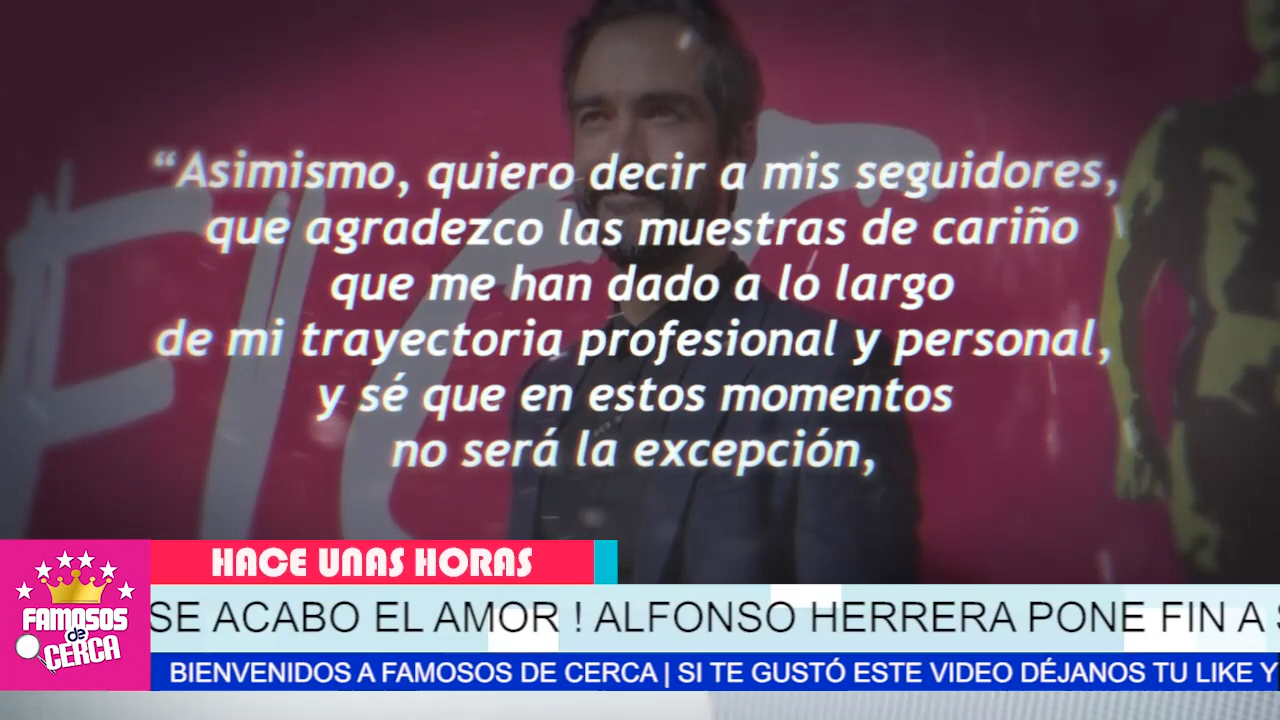 FICG
“Asimismo, quiero decir a mis seguidores,
que agradezco las muestras de cariño
que me han dado a lo largo
de mi trayectoria profesional y personal,
y sé que en estos momentos
no será la excepción,
HACE UNAS HORAS
FAMOSOS
de
CERCA
SE ACABO EL AMOR ! ALFONSO HERRERA PONE FIN A S
BIENVENIDOS A FAMOSOS DE CERCA | SI TE GUSTÓ ESTE VIDEO DÉJANOS TU LIKE Y